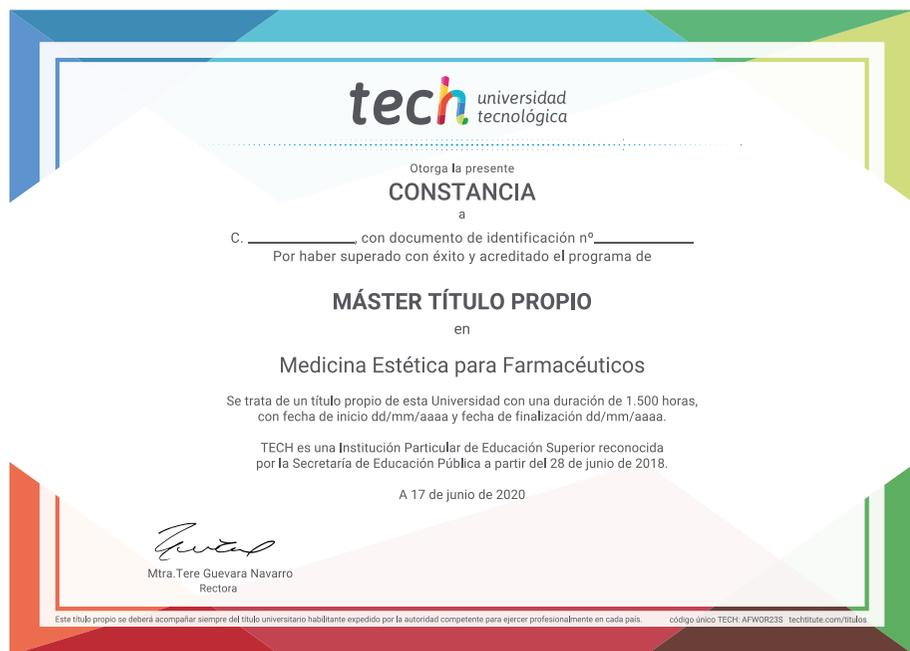 tech universidad
tecnológica
Otorga la presente
CONSTANCIA
a
C. ____________, con documento de identificación nº____________
Por haber superado con éxito y acreditado el programa de
MÁSTER TÍTULO PROPIO
en
Medicina Estética para Farmacéuticos
Se trata de un título propio de esta Universidad con una duración de 1.500 horas,
con fecha de inicio dd/mm/aaaa y fecha de finalización dd/mm/aaaa.
TECH es una Institución Particular de Educación Superior reconocida
por la Secretaría de Educación Pública a partir del 28 de junio de 2018.
A 17 de junio de 2020
Mtra.Tere Guevara Navarro
Rectora
Este título propio se deberá acompañar siempre del título universitario habilitante expedido por la autoridad competente para ejercer profesionalmente en cada país. código único TECH: AFWOR23S techtitute.com/titulos